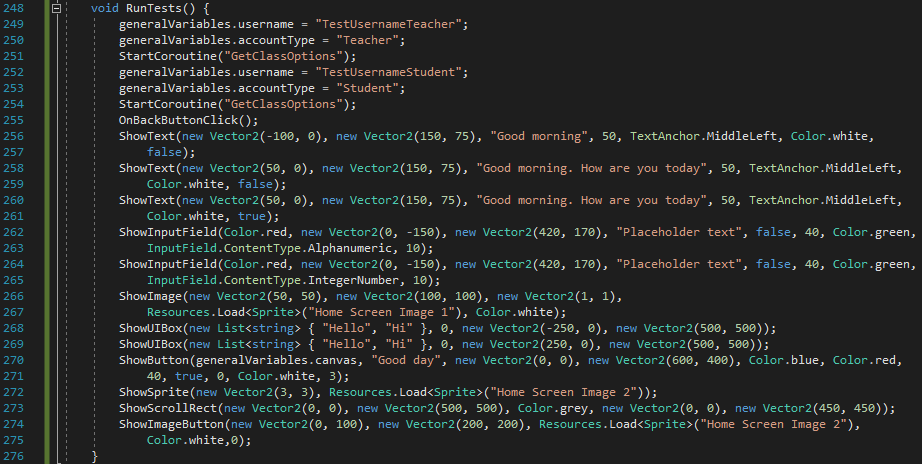 248 void RunTests() {
249 generalVariables.username = "TestUsernameTeacher";
250 generalVariables.accountType = "Teacher";
251 StartCoroutine("GetClassOptions");
252 generalVariables.username = "TestUsernameStudent";
253 generalVariables.accountType = "Student";
254 StartCoroutine("GetClassOptions");
255 OnBackButtonClick();
256 ShowText(new Vector2(-100, 0), new Vector2(150, 75), "Good morning", 50, TextAnchor.MiddleLeft, Color.white,
257 false);
258 ShowText(new Vector2(50, 0), new Vector2(150, 75), "Good morning. How are you today", 50, TextAnchor.MiddleLeft,
259 Color.white, false);
260 ShowText(new Vector2(50, 0), new Vector2(150, 75), "Good morning. How are you today", 50, TextAnchor.MiddleLeft,
261 Color.white, true);
262 ShowInputField(Color.red, new Vector2(0, -150), new Vector2(420, 170), "Placeholder text", false, 40, Color.green,
263 InputField.ContentType.Alphanumeric, 10);
264 ShowInputField(Color.red, new Vector2(0, -150), new Vector2(420, 170), "Placeholder text", false, 40, Color.green,
265 InputField.ContentType.IntegerNumber, 10);
266 ShowImage(new Vector2(50, 50), new Vector2(100, 100), new Vector2(1, 1),
267 Resources.Load<Sprite>("Home Screen Image 1"), Color.white);
268 ShowUIBox(new List<string> { "Hello", "Hi" }, 0, new Vector2(-250, 0), new Vector2(500, 500));
269 ShowUIBox(new List<string> { "Hello", "Hi" }, 0, new Vector2(250, 0), new Vector2(500, 500));
270 ShowButton(generalVariables.canvas, "Good day", new Vector2(0, 0), new Vector2(600, 400), Color.blue, Color.red,
271 40, true, 0, Color.white, 3);
272 ShowSprite(new Vector2(3, 3), Resources.Load<Sprite>("Home Screen Image 2"));
273 ShowScrollRect(new Vector2(0, 0), new Vector2(500, 500), Color.grey, new Vector2(0, 0), new Vector2(450, 450));
274 ShowImageButton(new Vector2(0, 100), new Vector2(200, 200), Resources.Load<Sprite>("Home Screen Image 2"),
275 Color.white,0);
276 }